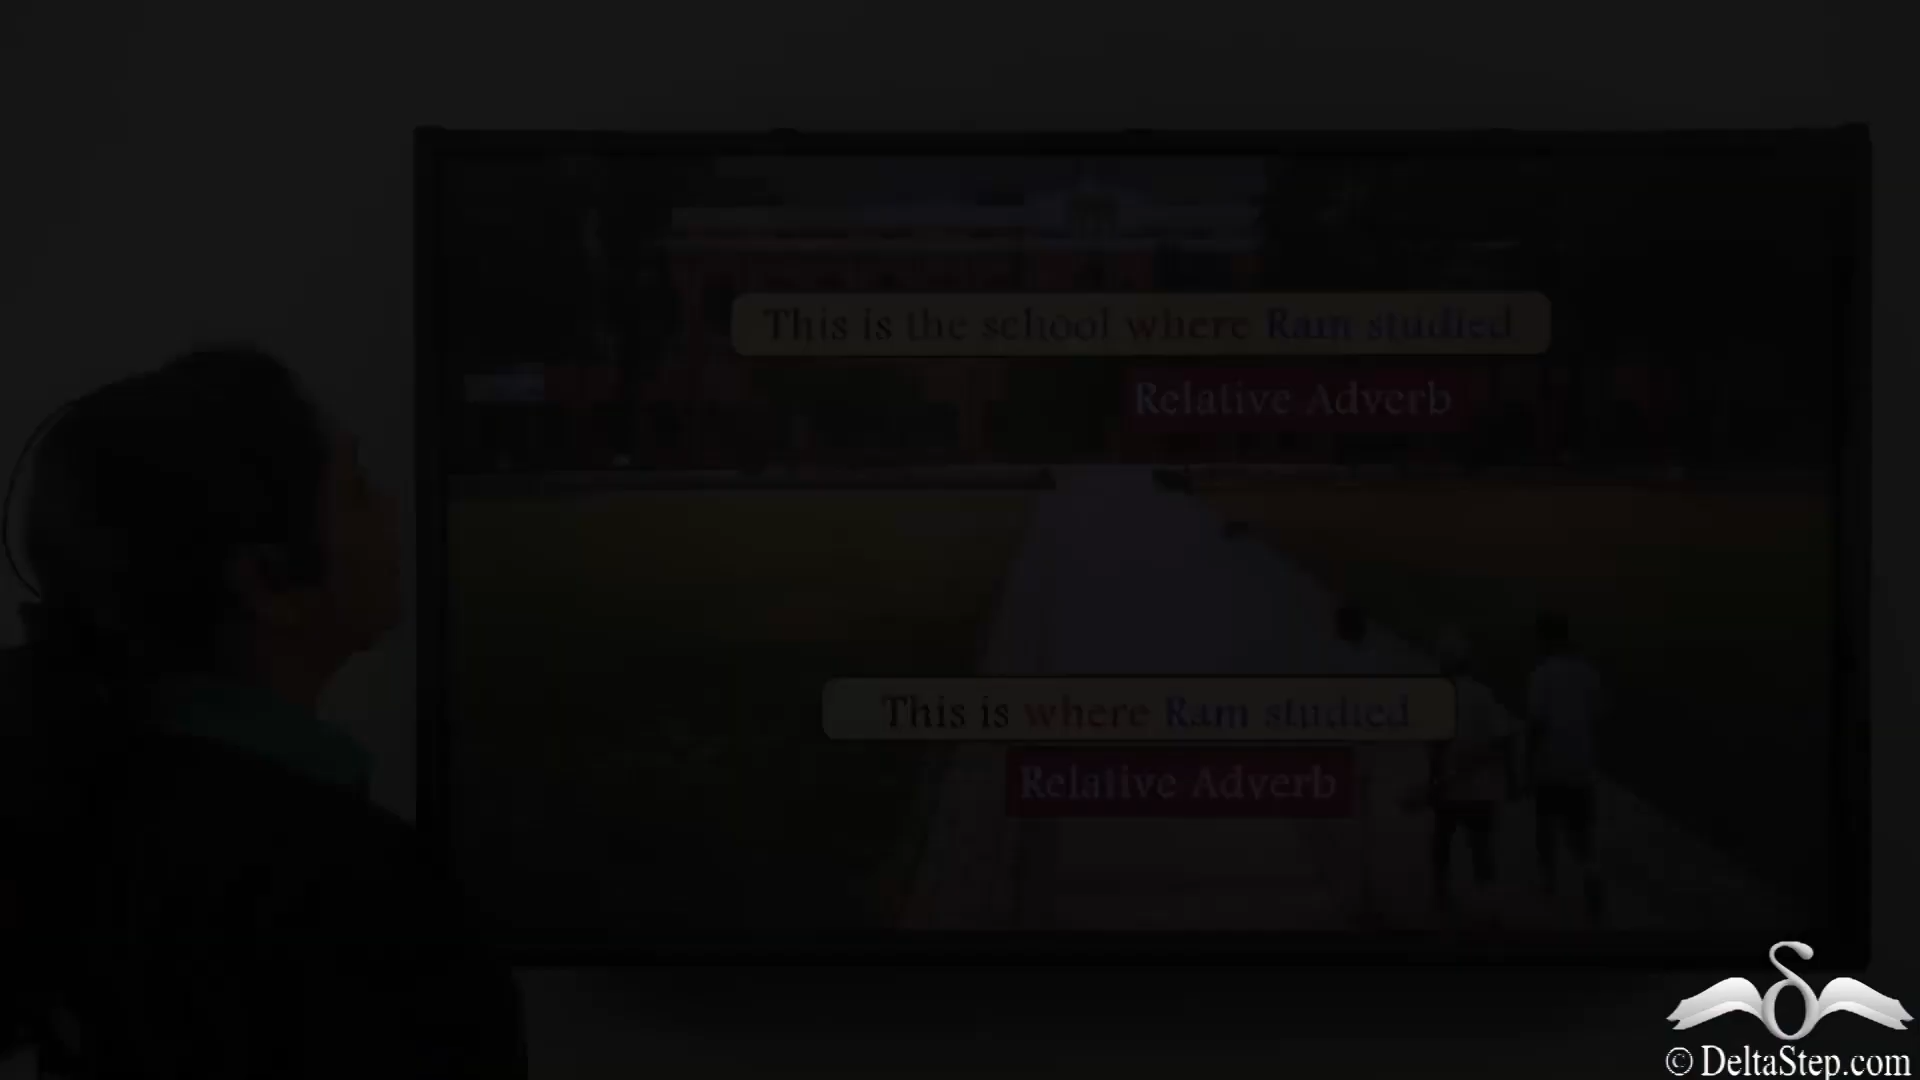 This is the school where Ram studied
Relative Adverb
This is where Ram studied
Relative Adverb
© DeltaStep.com